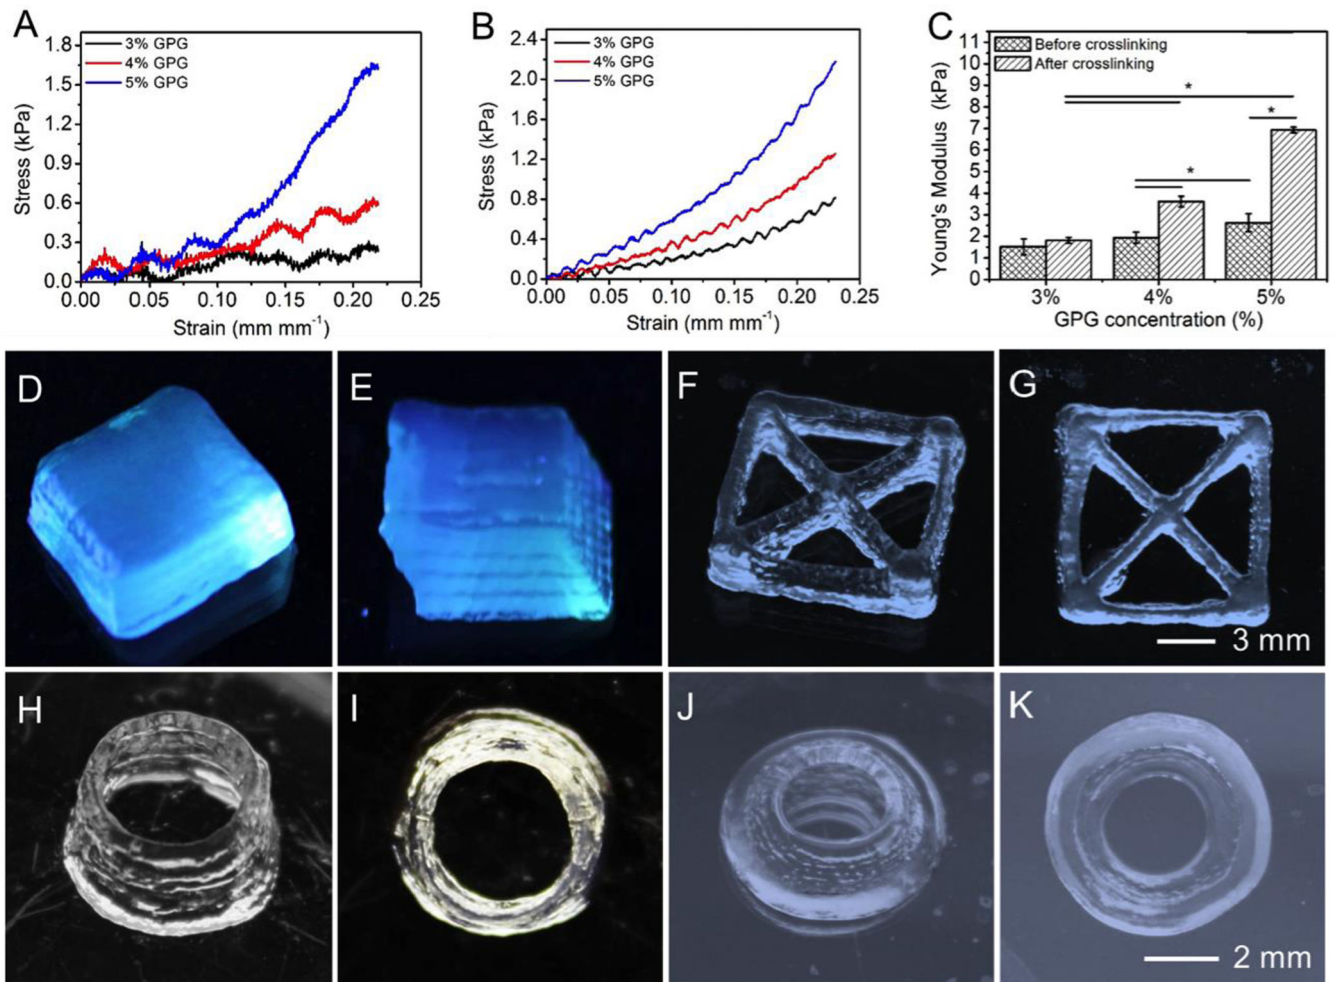 A
1.8
1.5
1.2
0.9
0.6
0.3
0.0
Stress (kPa)
3% GPG
4% GPG
5% GPG
0.00 0.05 0.10 0.15 0.20 0.25
Strain (mm mm⁻¹)
B
2.4
2.0
1.6
1.2
0.8
0.4
0.0
Stress (kPa)
3% GPG
4% GPG
5% GPG
0.00 0.05 0.10 0.15 0.20 0.25
Strain (mm mm⁻¹)
C
11
10
9
8
7
6
5
4
3
2
1
0
Young's Modulus (kPa)
Before crosslinking
After crosslinking
*
*
*
3% 4% 5%
GPG concentration (%)
D
E
F
G
3 mm
H
I
J
K
2 mm